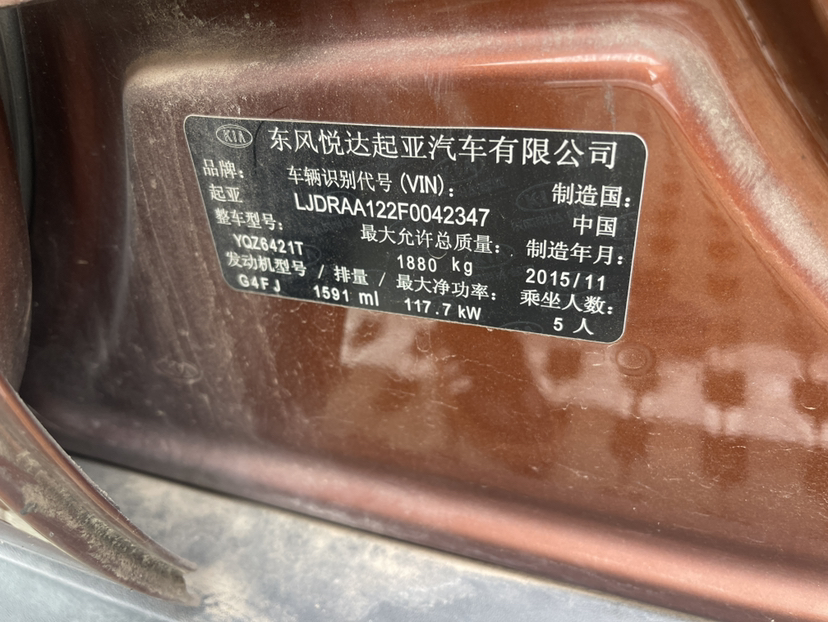 KIA 东风悦达起亚汽车有限公司
品牌： 车辆识别代号 (VIN)： 制造国：
起亚 LJDRAA122F0042347 中国
整车型号： 最大允许总质量： 制造年月：
YQZ6421T 1880 kg 2015/11
发动机型号 / 排量 / 最大净功率： 乘坐人数：
G4FJ 1591 ml 117.7 kW 5 人